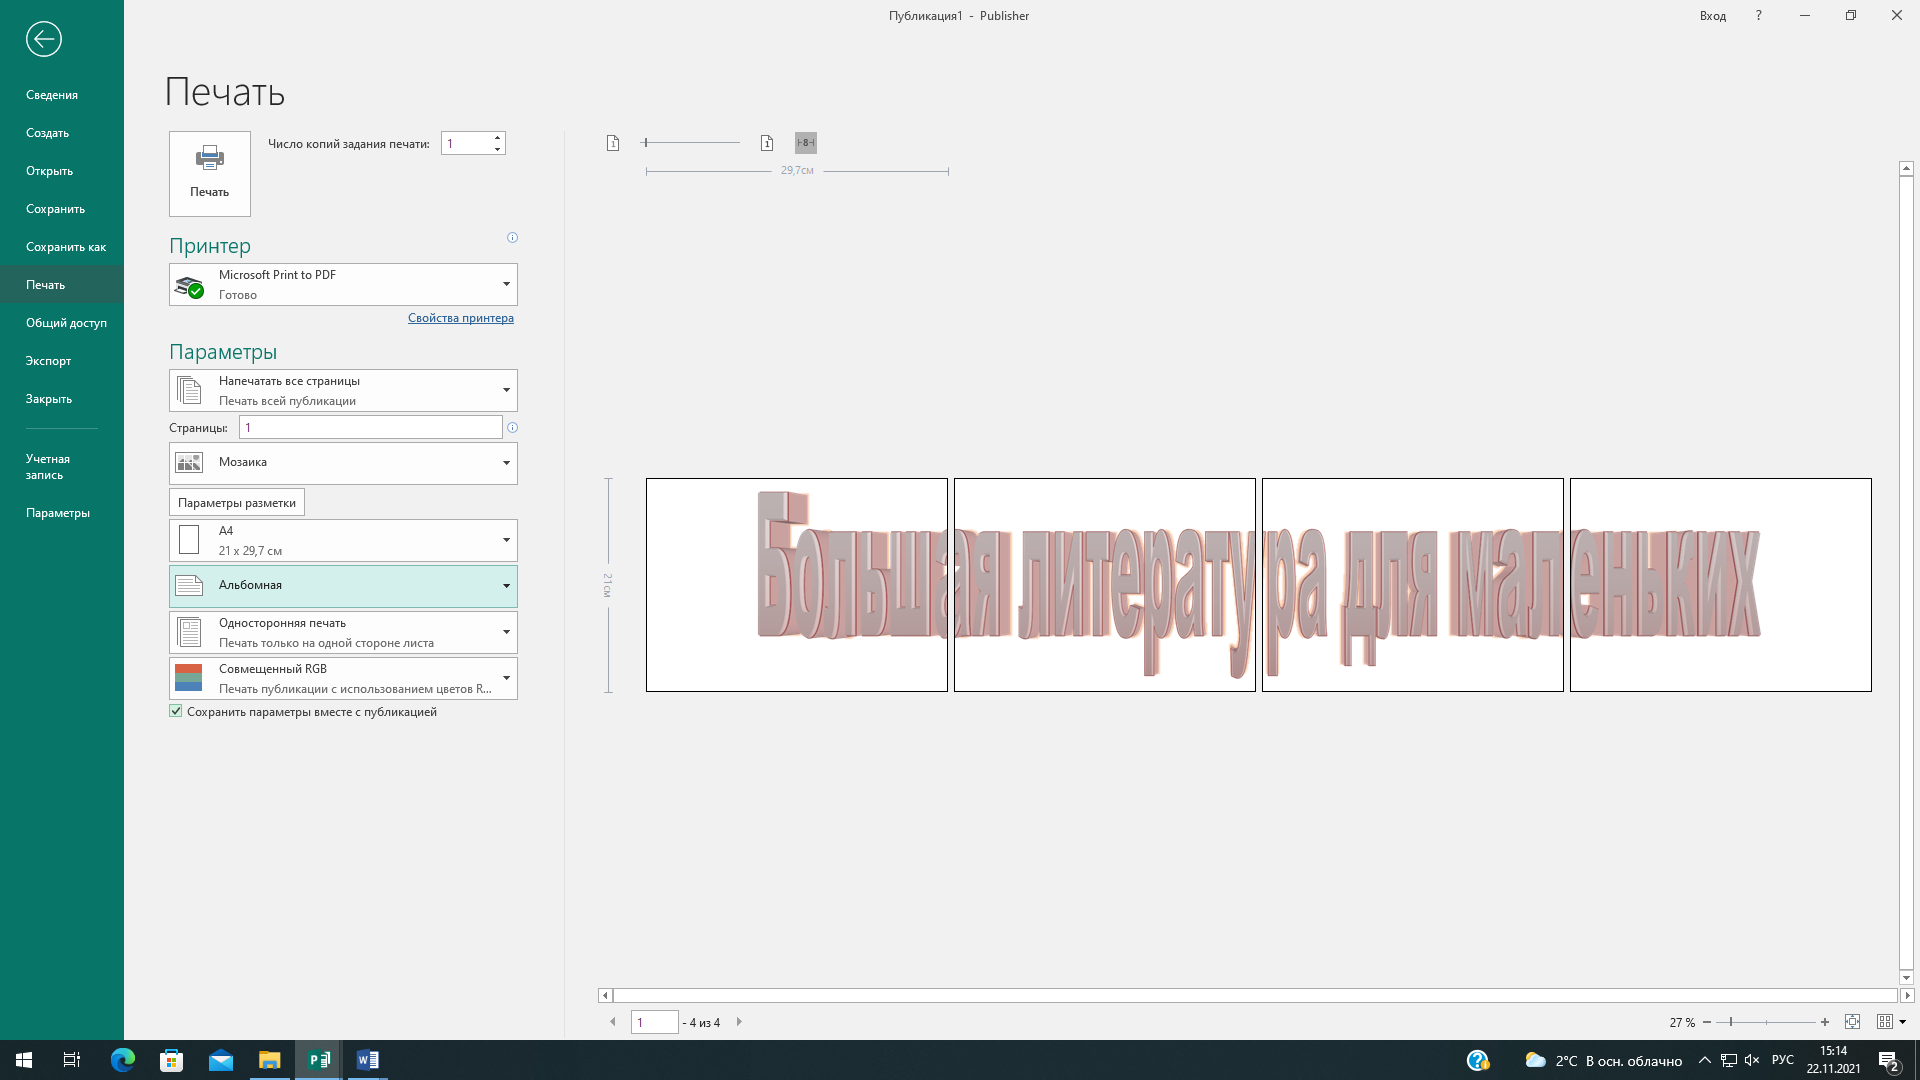 Публикация1 - Publisher
Вход
?
Сведения
Создать
Открыть
Сохранить
Сохранить как
Печать
Общий доступ
Экспорт
Закрыть
Учетная
запись
Параметры
Печать
Печать
Число копий задания печати: 1
Принтер
Microsoft Print to PDF
Готово
Свойства принтера
Параметры
Напечатать все страницы
Печать всей публикации
Страницы: 1
Мозаика
Параметры разметки
A4
21 x 29,7 см
Альбомная
Односторонняя печать
Печать только на одной стороне листа
Совмещенный RGB
Печать публикации с использованием цветов R...
Сохранить параметры вместе с публикацией
1
1
8
29,7см
21см
Большая литература для маленьких
1 - 4 из 4
27 %
2°C В осн. облачно
РУС
15:14
22.11.2021
2